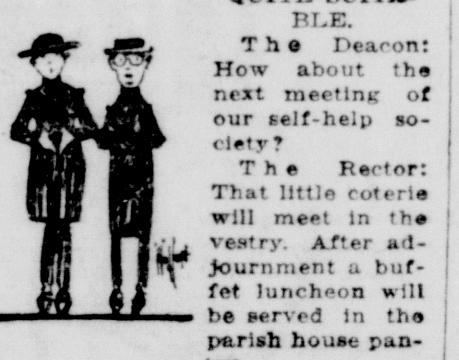 BLE.
The Deacon:
How about the
next meeting of
our self-help so-
ciety?
The Rector:
That little coterie
will meet in the
vestry. After ad-
journment a buf-
fet luncheon will
be served in the
parish house pan-